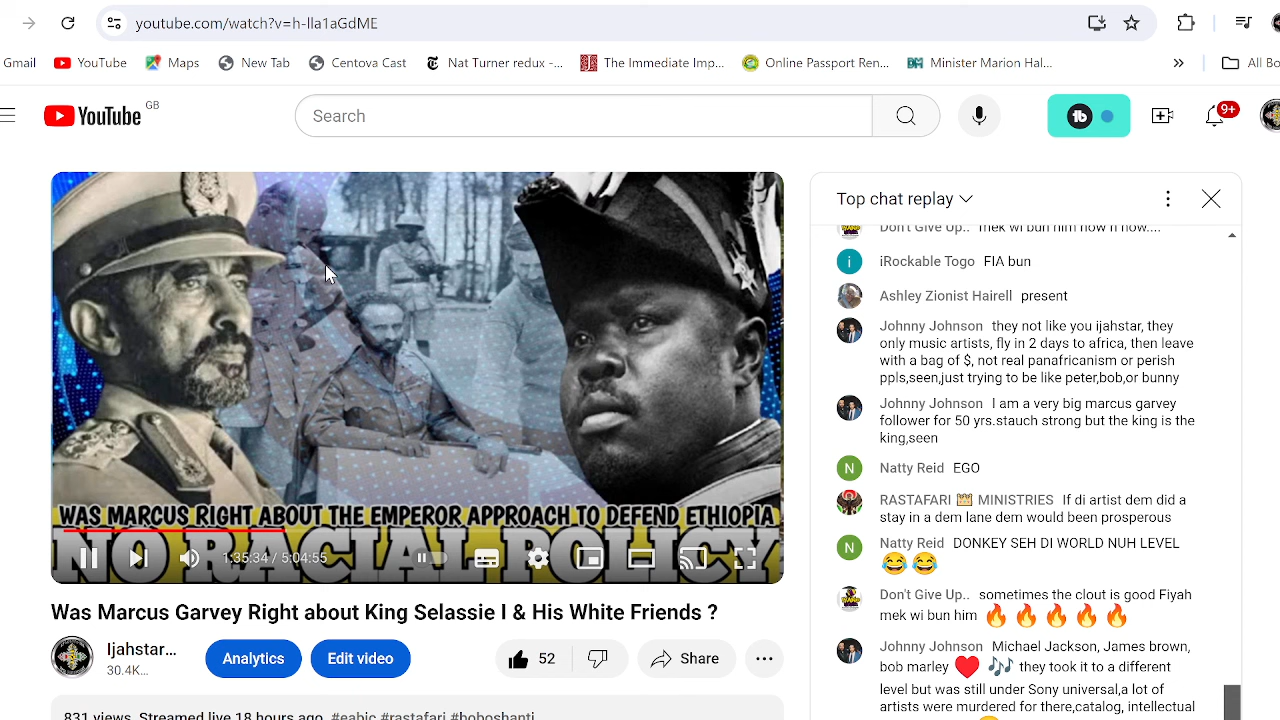 youtube.com/watch?v=h-lla1aGdME
Gmail YouTube Maps New Tab Centova Cast Nat Turner redux -... The Immediate Imp... Online Passport Ren... Minister Marion Hal... » All Bo
YouTube GB
Search
9+
Top chat replay
Don't Give Up.. mek wi bun him now n now....
iRockable Togo FIA bun
Ashley Zionist Hairell present
Johnny Johnson they not like you ijahstar, they
only music artists, fly in 2 days to africa, then leave
with a bag of $, not real panafricanism or perish
ppls,seen,just trying to be like peter,bob,or bunny
Johnny Johnson I am a very big marcus garvey
follower for 50 yrs.stauch strong but the king is the
king,seen
Natty Reid EGO
RASTAFARI 👑 MINISTRIES If di artist dem did a
stay in a dem lane dem would been prosperous
Natty Reid DONKEY SEH DI WORLD NUH LEVEL
😂😂
Don't Give Up.. sometimes the clout is good Fiyah
mek wi bun him 🔥🔥🔥🔥🔥
Johnny Johnson Michael Jackson, James brown,
bob marley ♥️ 🎶 they took it to a different
level but was still under Sony universal,a lot of
artists were murdered for there,catalog, intellectual
WAS MARCUS RIGHT ABOUT THE EMPEROR APPROACH TO DEFEND ETHIOPIA
NO RACIAL POLICY
1:35:34 / 5:04:55
Was Marcus Garvey Right about King Selassie I & His White Friends ?
Ijahstar...
30.4K...
Analytics
Edit video
52
Share
831 views Streamed live 18 hours ago #eabic #rastafari #boboshanti